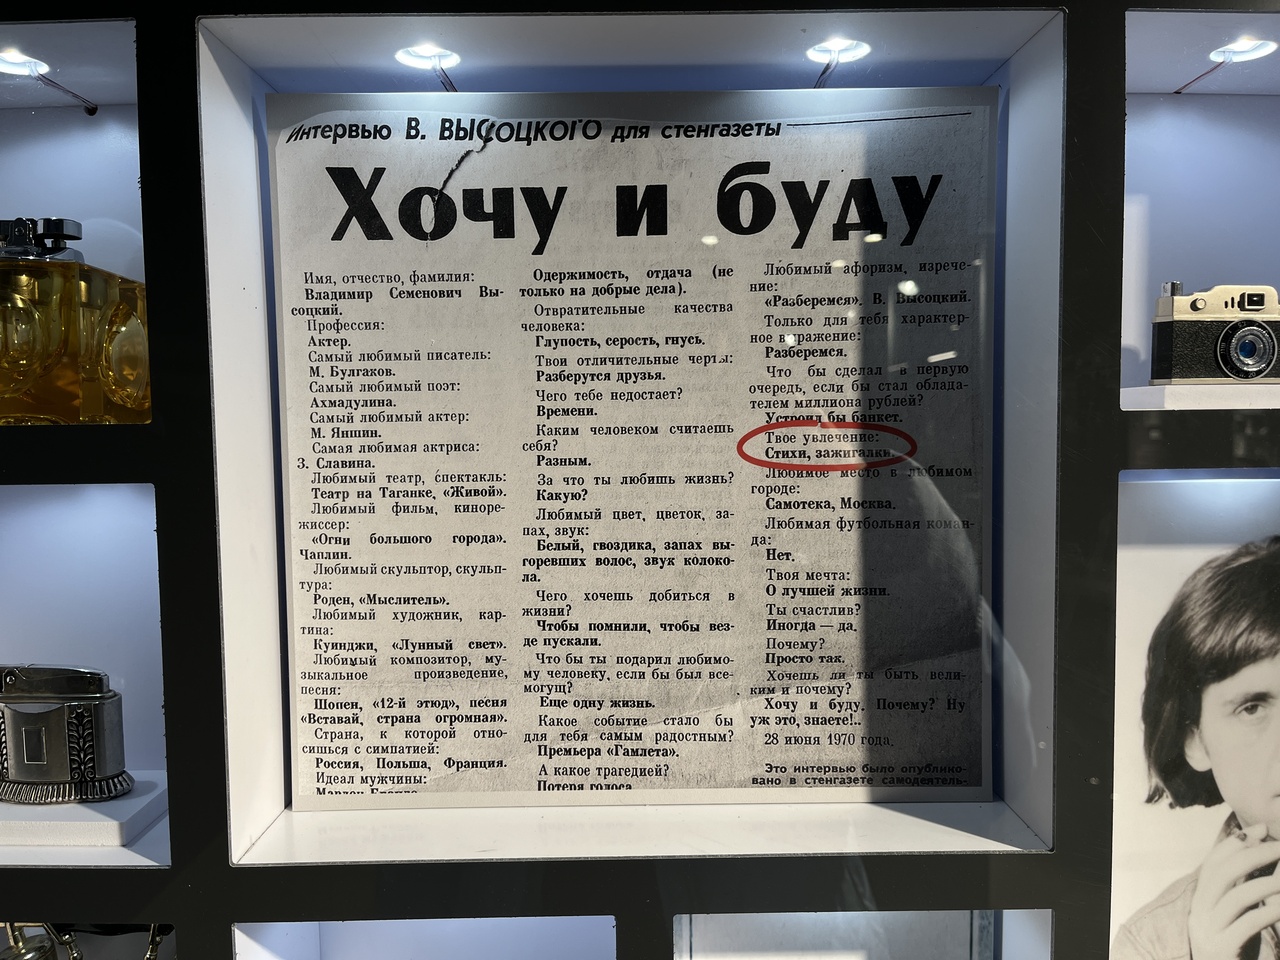 Интервью В. ВЫСОЦКОГО для стенгазеты
Хочу и буду
Имя, отчество, фамилия:
Владимир Семенович Вы-
соцкий.
Профессия:
Актер.
Самый любимый писатель:
М. Булгаков.
Самый любимый поэт:
Ахмадулина.
Самый любимый актер:
М. Яншин.
Самая любимая актриса:
З. Славина.
Любимый театр, спектакль:
Театр на Таганке, «Живой».
Любимый фильм, киноре-
жиссер:
«Огни большого города».
Чаплин.
Любимый скульптор, скульп-
тура:
Роден, «Мыслитель».
Любимый художник, кар-
тина:
Куинджи, «Лунный свет».
Любимый композитор, му-
зыкальное произведение,
песня:
Шопен, «12-й этюд», песня
«Вставай, страна огромная».
Страна, к которой отно-
сишься с симпатией:
Россия, Польша, Франция.
Идеал мужчины:
Марлон Брандо
Одержимость, отдача (не
только на добрые дела).
Отвратительные качества
человека:
Глупость, серость, гнусь.
Твои отличительные черты:
Разберутся друзья.
Чего тебе недостает?
Времени.
Каким человеком считаешь
себя?
Разным.
За что ты любишь жизнь?
Какую?
Любимый цвет, цветок, за-
пах, звук:
Белый, гвоздика, запах вы-
горевших волос, звук колоко-
ла.
Чего хочешь добиться в
жизни?
Чтобы помнили, чтобы вез-
де пускали.
Что бы ты подарил любимо-
му человеку, если бы был все-
могущ?
Еще одну жизнь.
Какое событие стало бы
для тебя самым радостным?
Премьера «Гамлета».
А какое трагедией?
Потеря голоса
Любимый афоризм, изрече-
ние:
«Разберемся». В. Высоцкий.
Только для тебя характер-
ное выражение:
Разберемся.
Что бы сделал в первую
очередь, если бы стал облада-
телем миллиона рублей?
Устроил бы банкет.
Твое увлечение:
Стихи, зажигалки.
Любимое место в любимом
городе:
Самотека, Москва.
Любимая футбольная коман-
да:
Нет.
Твоя мечта:
О лучшей жизни.
Ты счастлив?
Иногда — да.
Почему?
Просто так.
Хочешь ли ты быть вели-
ким и почему?
Хочу и буду. Почему? Ну
уж это, знаете!..
28 июня 1970 года.
Это интервью было опублико-
вано в стенгазете самодеятель-